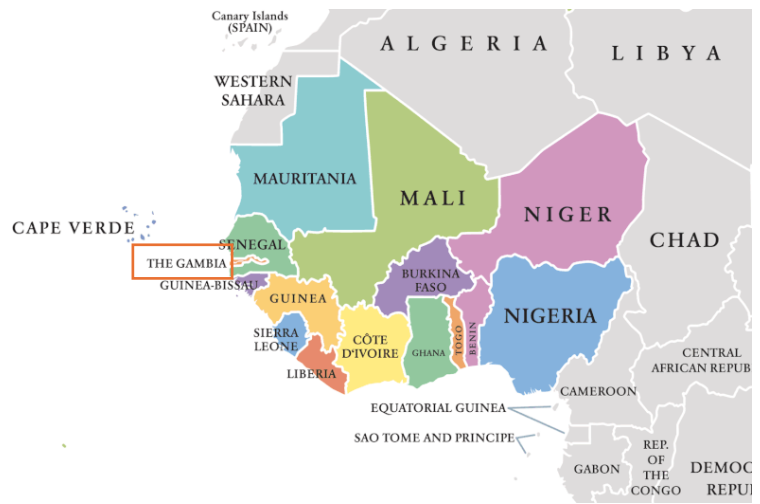 Canary Islands
(SPAIN)
ALGERIA
LIBYA
WESTERN
SAHARA
MAURITANIA
MALI
NIGER
CHAD
CAPE VERDE
SENEGAL
THE GAMBIA
GUINEA-BISSAU
GUINEA
BURKINA
FASO
SIERRA
LEONE
LIBERIA
CÔTE
D'IVOIRE
GHANA
TOGO
BENIN
NIGERIA
CENTRAL
AFRICAN REPUB
CAMEROON
EQUATORIAL GUINEA
SAO TOME AND PRINCIPE
GABON
REP.
OF
THE
CONGO
DEMOC
REPU